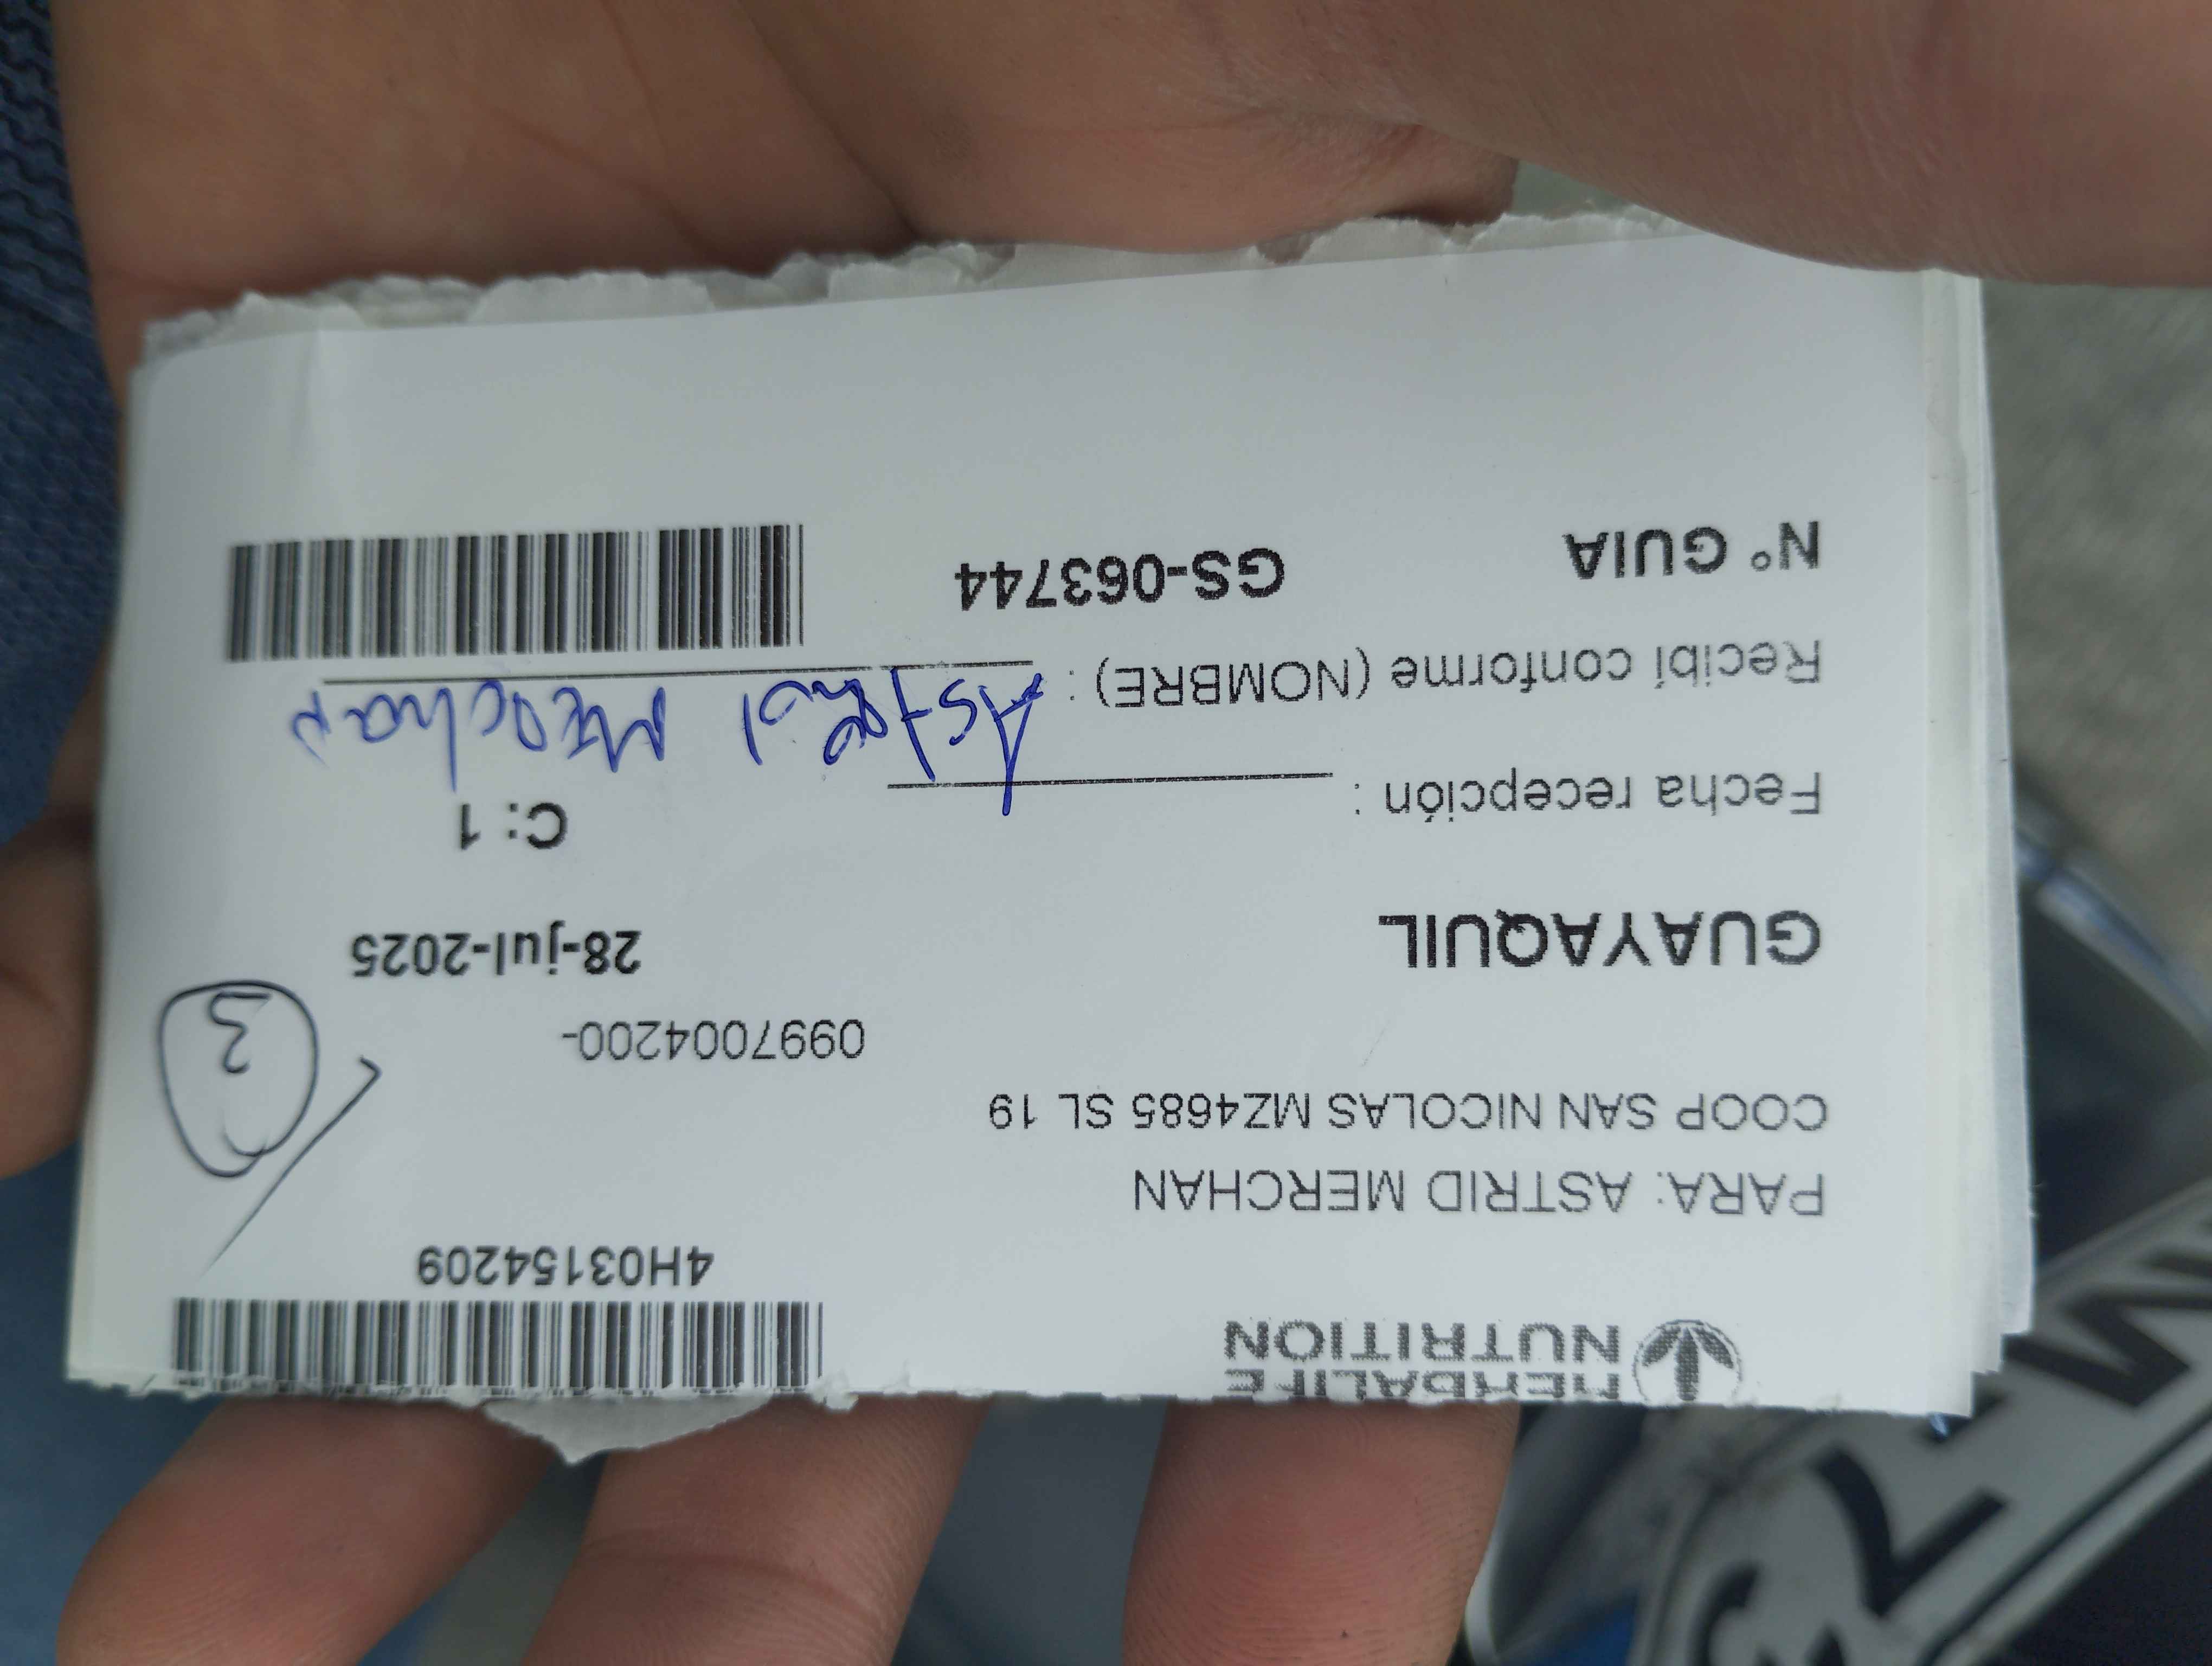 HERBALIFE
NUTRITION
4H03154209
PARA: ASTRID MERCHAN
COOP SAN NICOLAS MZ4685 SL 19
0997004200-
3
GUAYAQUIL
28-jul-2025
Fecha recepción :
C: 1
Recibí conforme (NOMBRE) : Astrid Merchan
N° GUIA GS-063744